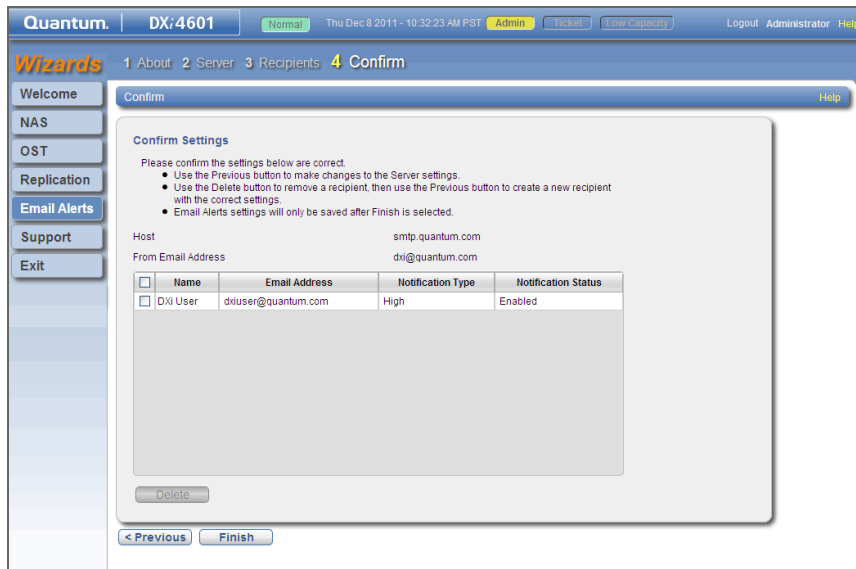 Quantum. DXi4601 Normal Thu Dec 8 2011 - 10:32:23 AM PST Admin Ticket Low Capacity Logout Administrator Help
Wizards 1 About 2 Server 3 Recipients 4 Confirm
Welcome
NAS
OST
Replication
Email Alerts
Support
Exit
Confirm Help
Confirm Settings
Please confirm the settings below are correct.
● Use the Previous button to make changes to the Server settings.
● Use the Delete button to remove a recipient, then use the Previous button to create a new recipient
with the correct settings.
● Email Alerts settings will only be saved after Finish is selected.
Host smtp.quantum.com
From Email Address dxi@quantum.com
Name Email Address Notification Type Notification Status
DXi User dxiuser@quantum.com High Enabled
Delete
< Previous Finish